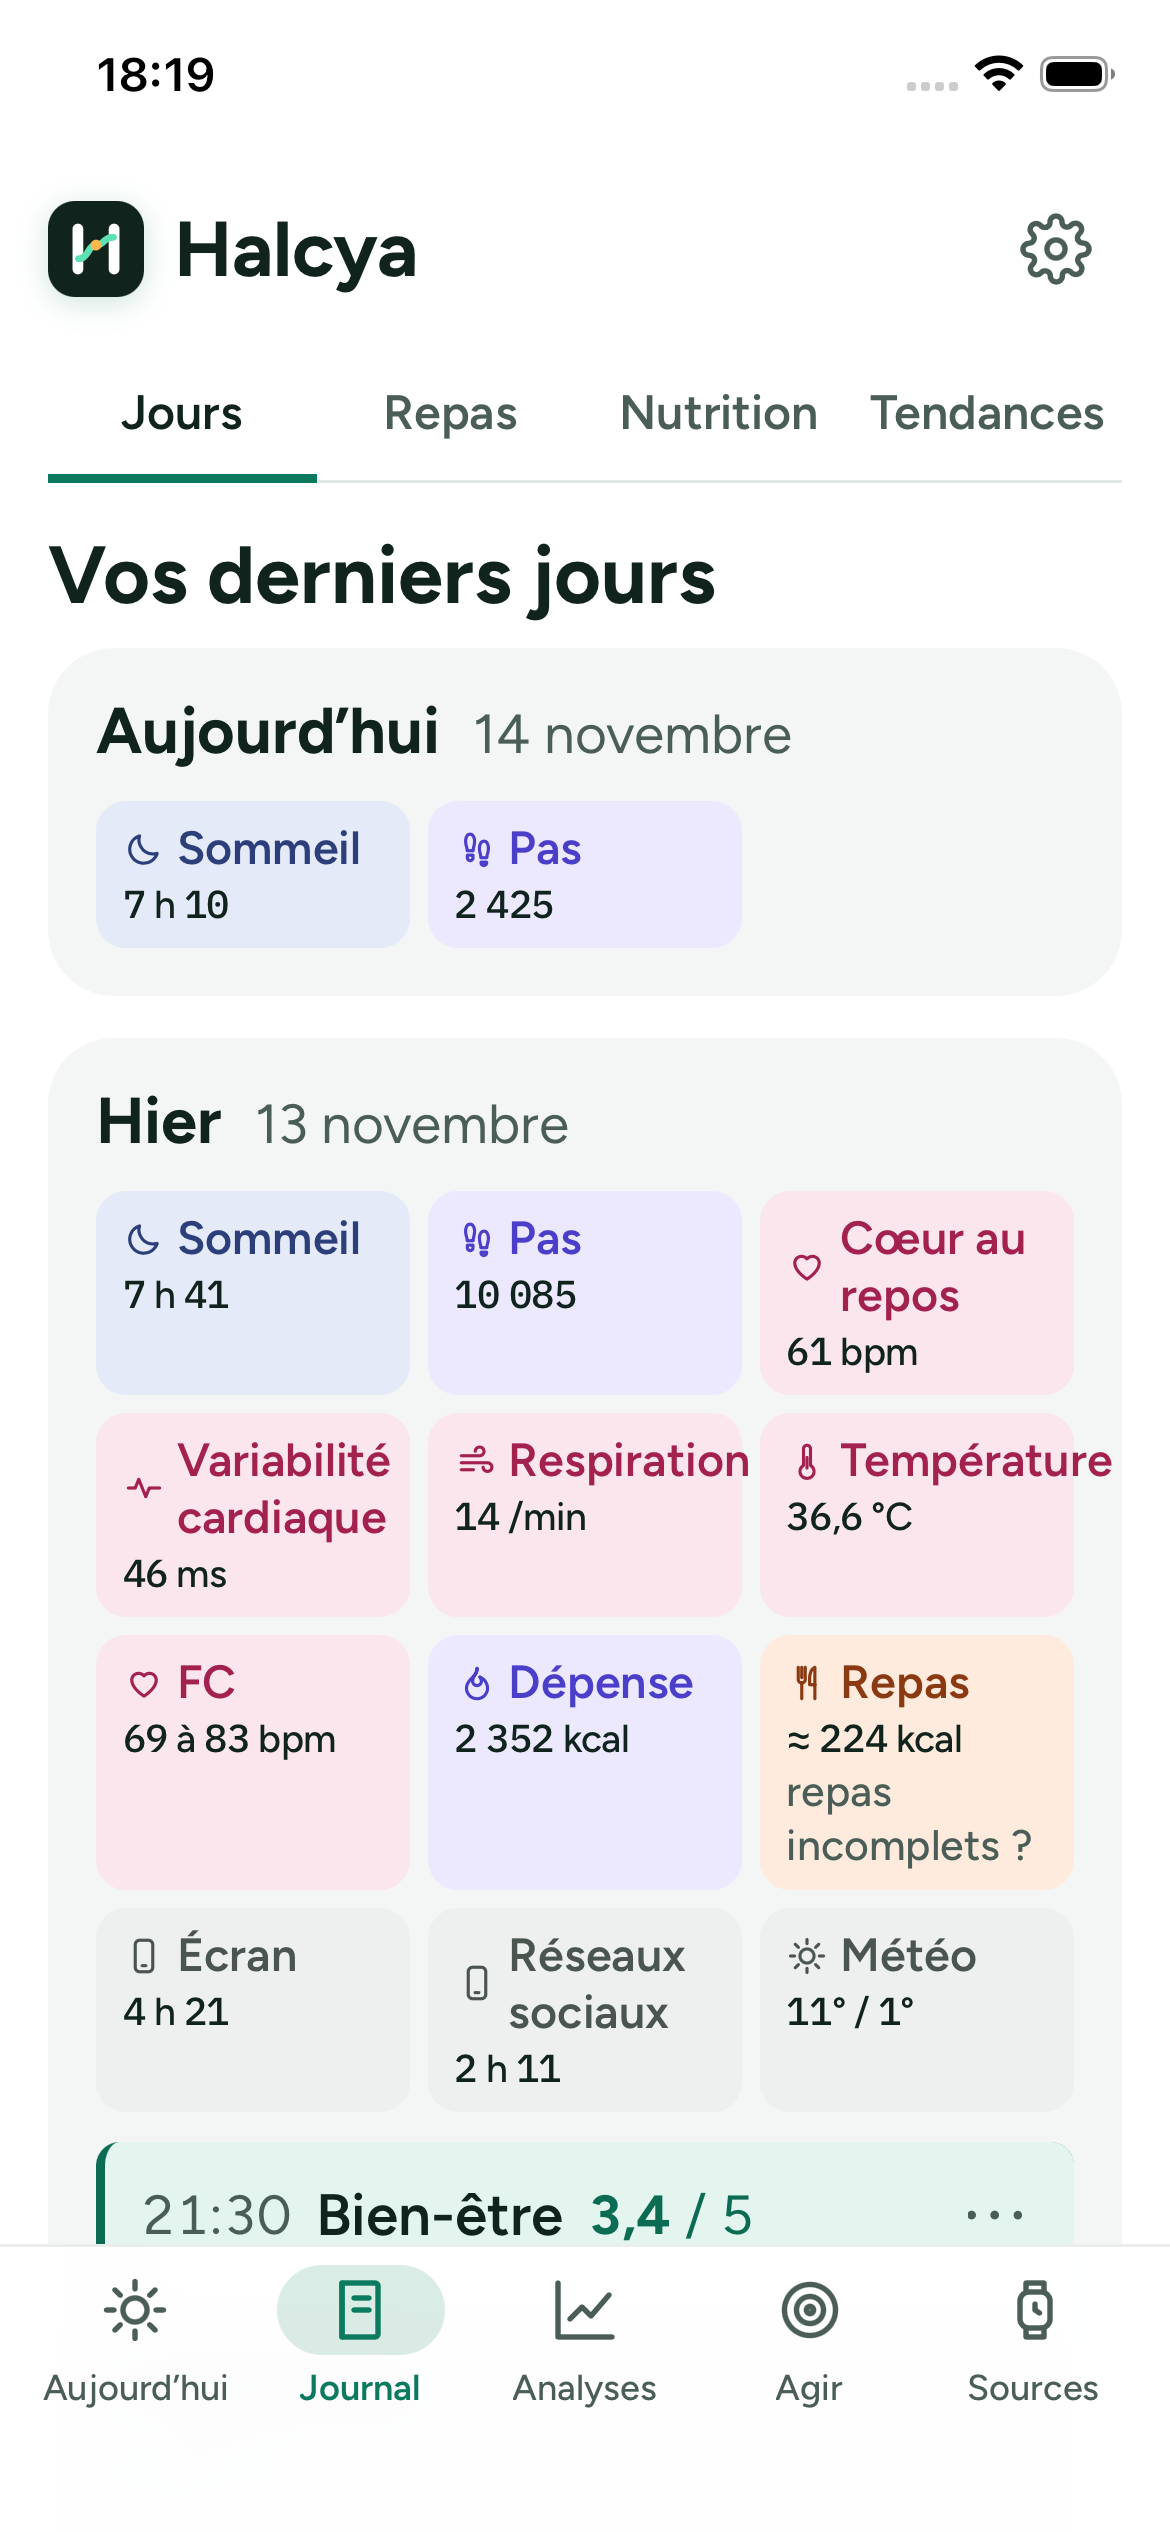 18:19
Halcya
Jours Repas Nutrition Tendances
Vos derniers jours
Aujourd’hui 14 novembre
Sommeil
7 h 10
Pas
2 425
Hier 13 novembre
Sommeil
7 h 41
Pas
10 085
Cœur au
repos
61 bpm
Variabilité
cardiaque
46 ms
Respiration
14 /min
Température
36,6 °C
FC
69 à 83 bpm
Dépense
2 352 kcal
Repas
≈ 224 kcal
repas
incomplets ?
Écran
4 h 21
Réseaux
sociaux
2 h 11
Météo
11° / 1°
21:30 Bien-être 3,4 / 5
Aujourd’hui Journal Analyses Agir Sources